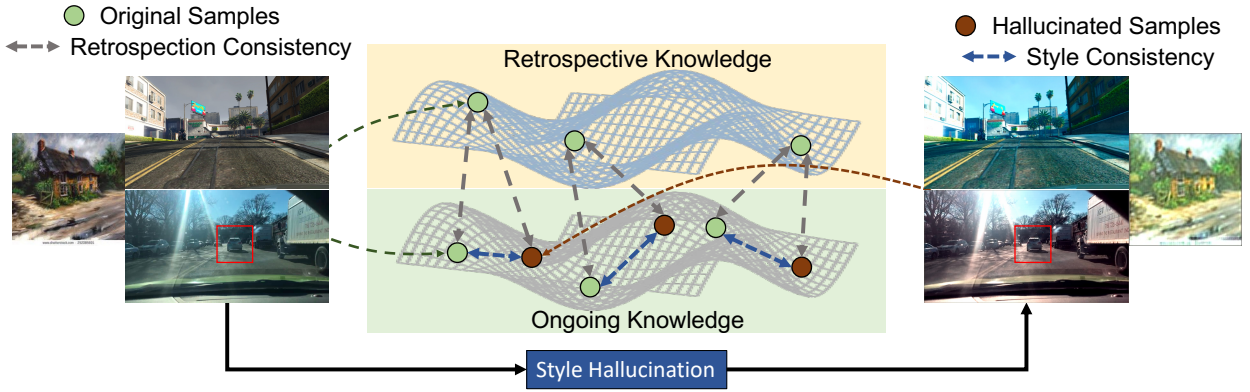 Original Samples
Retrospection Consistency
Hallucinated Samples
Style Consistency
Retrospective Knowledge
Ongoing Knowledge
Style Hallucination